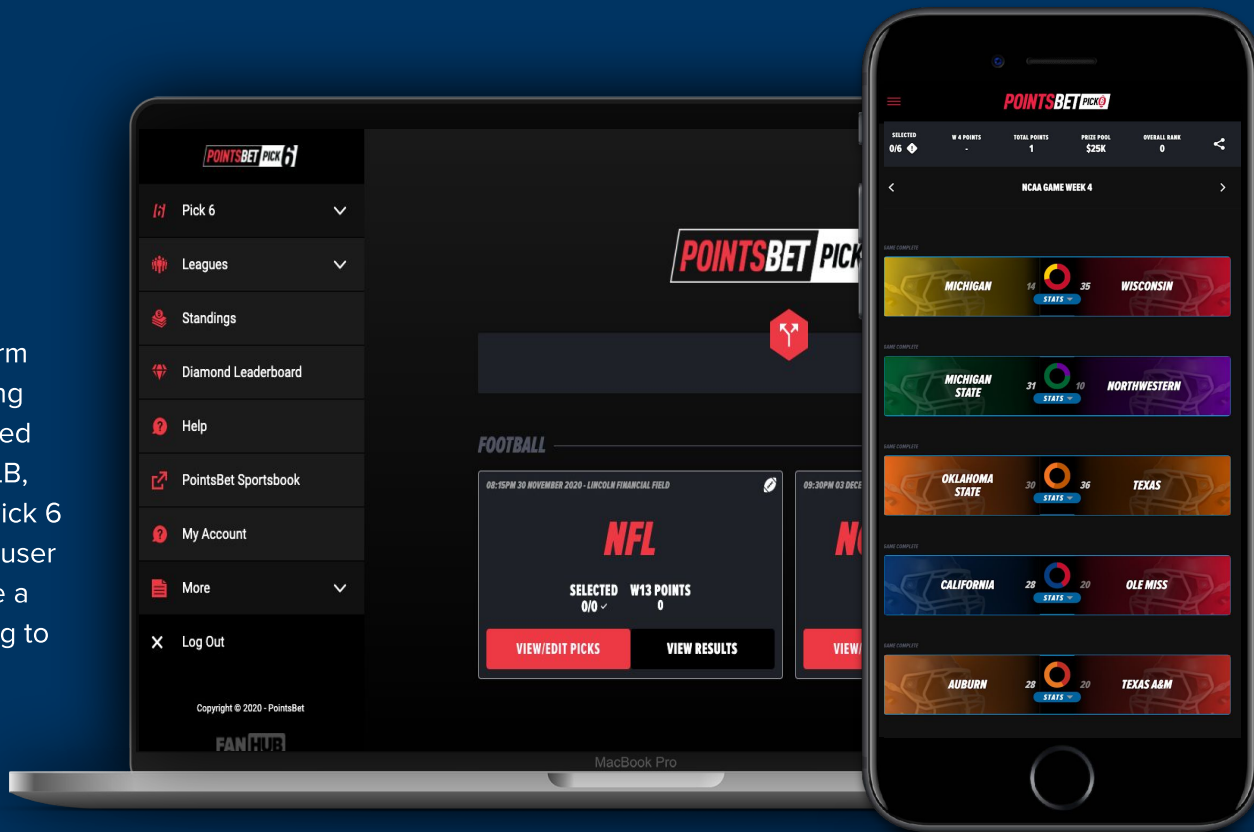 rm
ng
ed
LB,
ick 6
user
e a
g to
POINTSBET PICK 6
Pick 6
Leagues
Standings
Diamond Leaderboard
Help
PointsBet Sportsbook
My Account
More
Log Out
Copyright © 2020 - PointsBet
FANHUB
POINTSBET PICK
FOOTBALL
08:15PM 30 NOVEMBER 2020 - LINCOLN FINANCIAL FIELD
NFL
SELECTED W13 POINTS
0/0 0
VIEW/EDIT PICKS VIEW RESULTS
09:30PM 03 DECE
VIEW/
MacBook Pro
POINTSBET PICK 6
SELECTED W 4 POINTS TOTAL POINTS PRIZE POOL OVERALL RANK
0/6 - 1 $25K 0
NCAA GAME WEEK 4
GAME COMPLETE
MICHIGAN 14 35 WISCONSIN
STATS
GAME COMPLETE
MICHIGAN
STATE 31 10 NORTHWESTERN
STATS
GAME COMPLETE
OKLAHOMA
STATE 30 36 TEXAS
STATS
GAME COMPLETE
CALIFORNIA 28 20 OLE MISS
STATS
GAME COMPLETE
AUBURN 28 20 TEXAS A&M
STATS